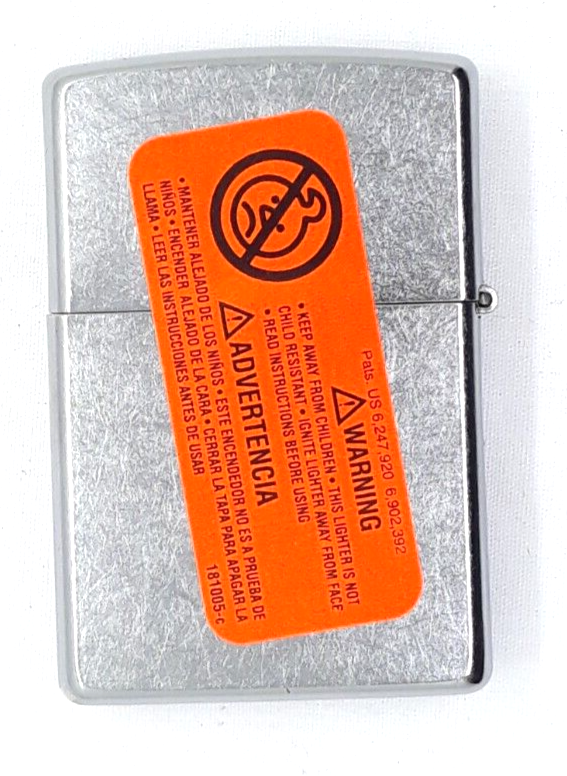 Pats. US 6,247,920 6,902,392
⚠WARNING
• KEEP AWAY FROM CHILDREN • THIS LIGHTER IS NOT
CHILD RESISTANT • IGNITE LIGHTER AWAY FROM FACE
• READ INSTRUCTIONS BEFORE USING
⚠ADVERTENCIA
• MANTENER ALEJADO DE LOS NIÑOS • ESTE ENCENDEDOR NO ES A PRUEBA DE
NIÑOS • ENCENDER ALEJADO DE LA CARA • CERRAR LA TAPA PARA APAGAR LA
LLAMA • LEER LAS INSTRUCCIONES ANTES DE USAR
181005-c